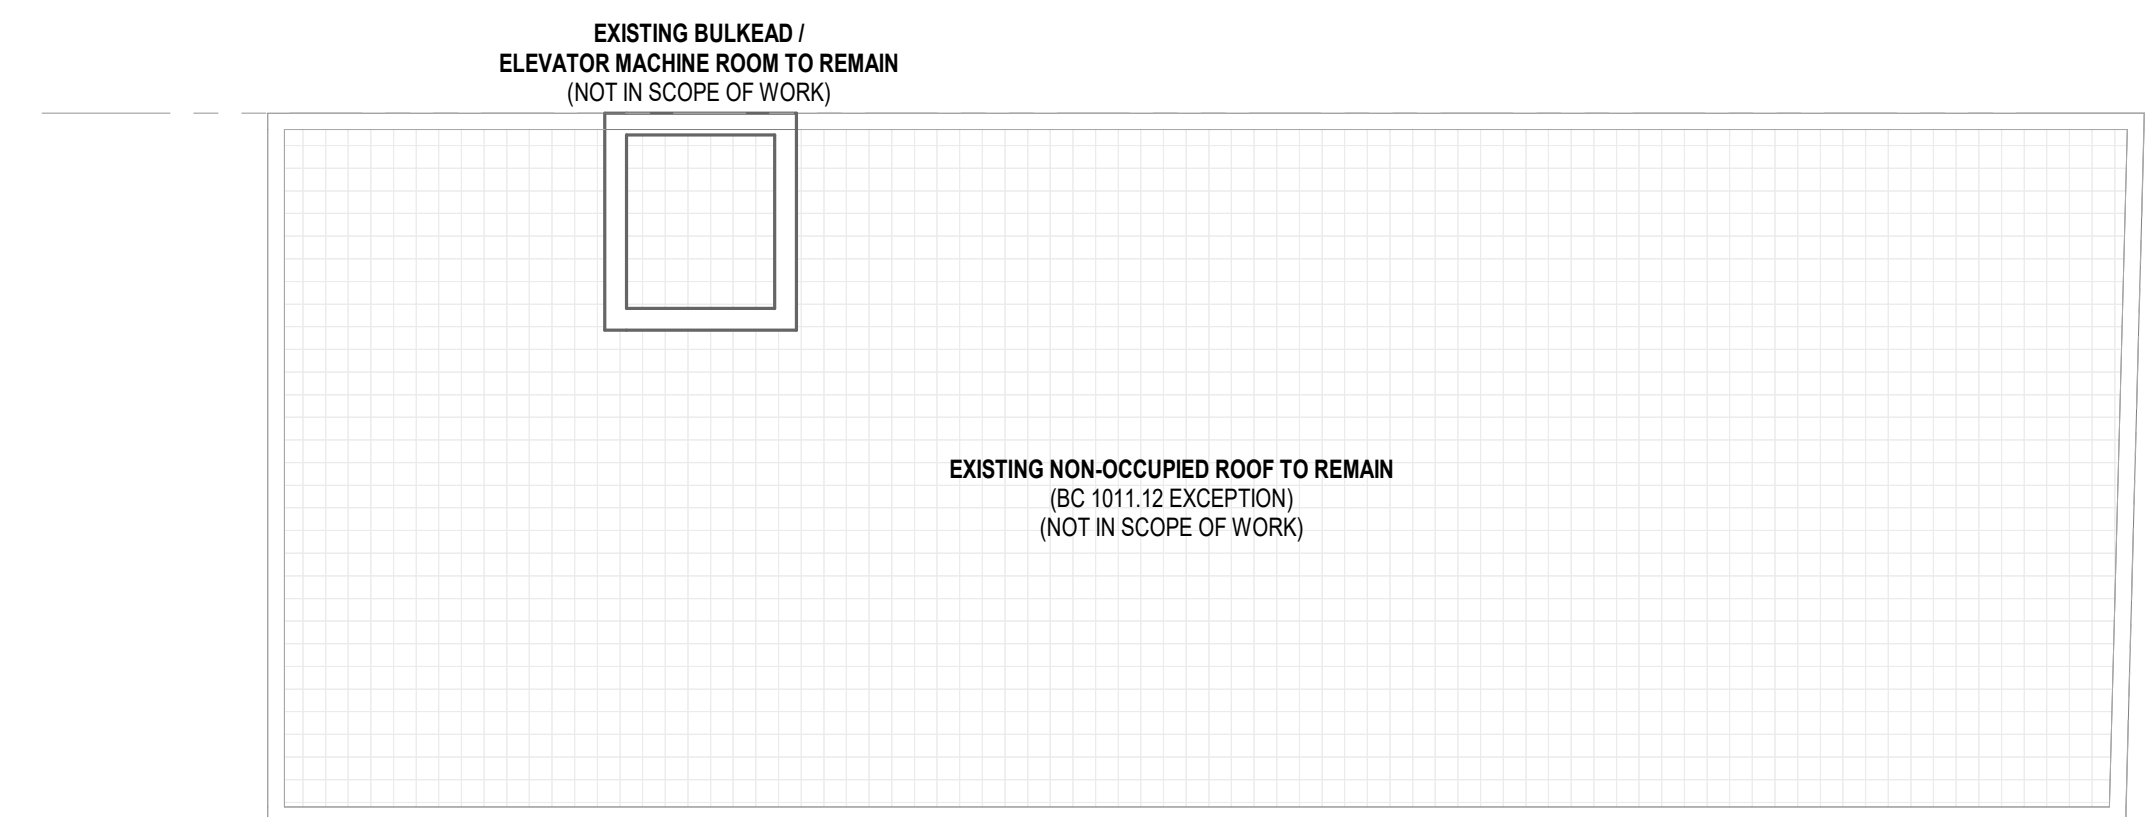 EXISTING BULKEAD /
ELEVATOR MACHINE ROOM TO REMAIN
(NOT IN SCOPE OF WORK)
EXISTING NON-OCCUPIED ROOF TO REMAIN
(BC 1011.12 EXCEPTION)
(NOT IN SCOPE OF WORK)